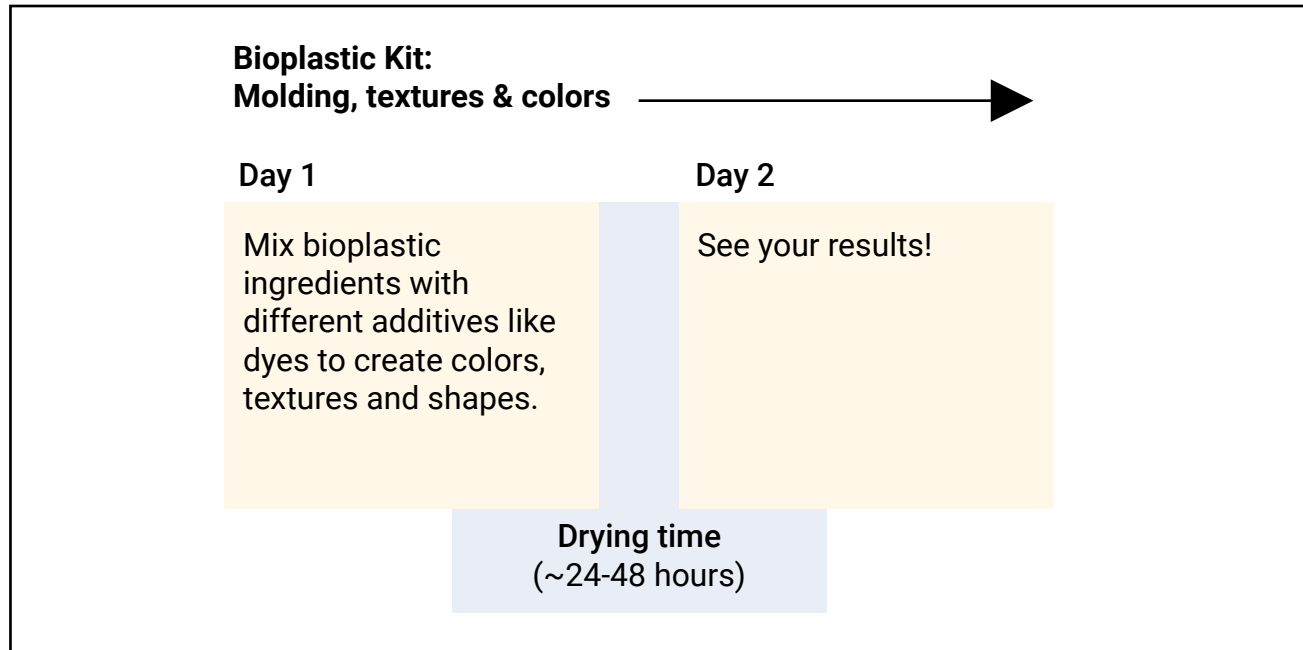 Bioplastic Kit:
Molding, textures & colors
Day 1
Mix bioplastic
ingredients with
different additives like
dyes to create colors,
textures and shapes.
Day 2
See your results!
Drying time
(~24-48 hours)